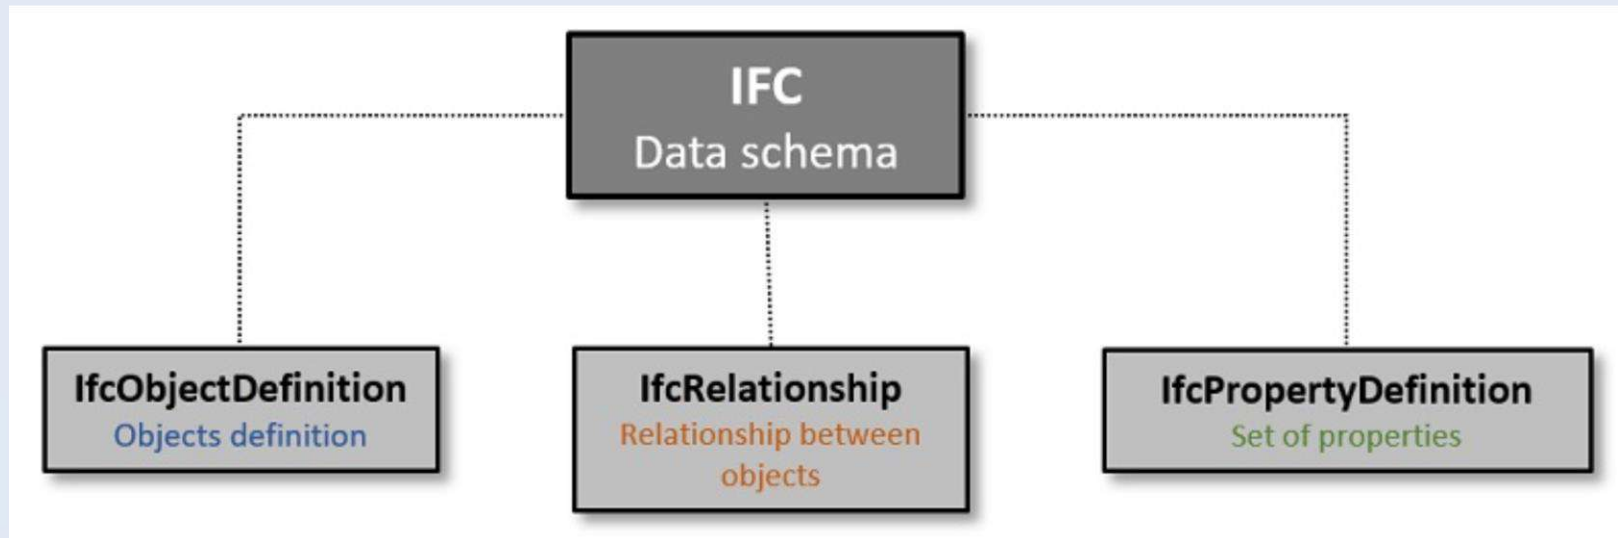 IFC
Data schema
IfcObjectDefinition
Objects definition
IfcRelationship
Relationship between
objects
IfcPropertyDefinition
Set of properties